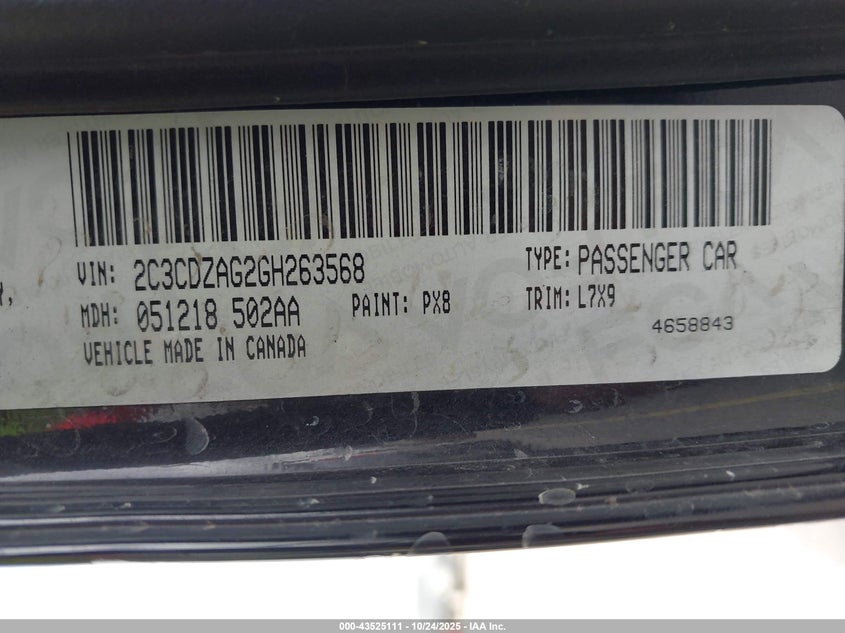 Y,
VIN: 2C3CDZAG2GH263568 TYPE: PASSENGER CAR
MDH: 051218 502AA PAINT: PX8 TRIM: L7X9
VEHICLE MADE IN CANADA 4658843
000-43525111 - 10/24/2025 - IAA Inc.